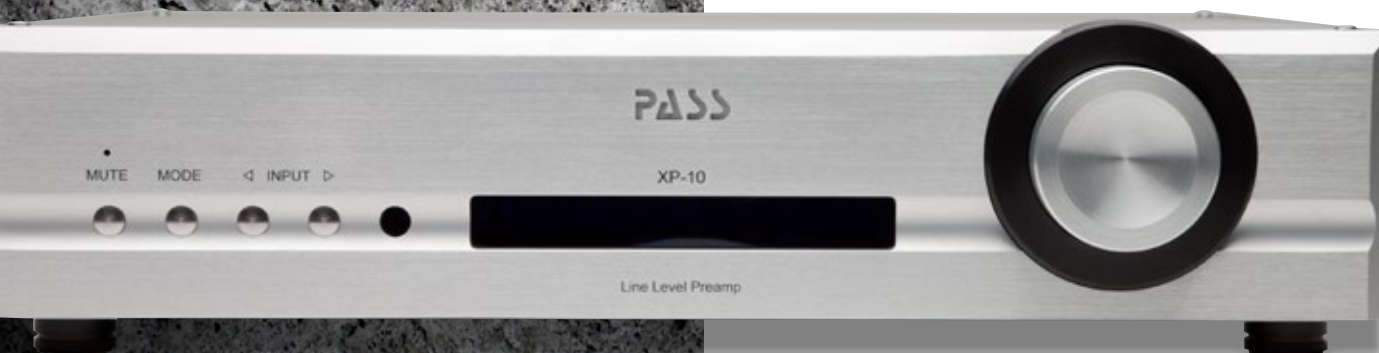 PASS
MUTE MODE ◁ INPUT ▷
XP-10
Line Level Preamp